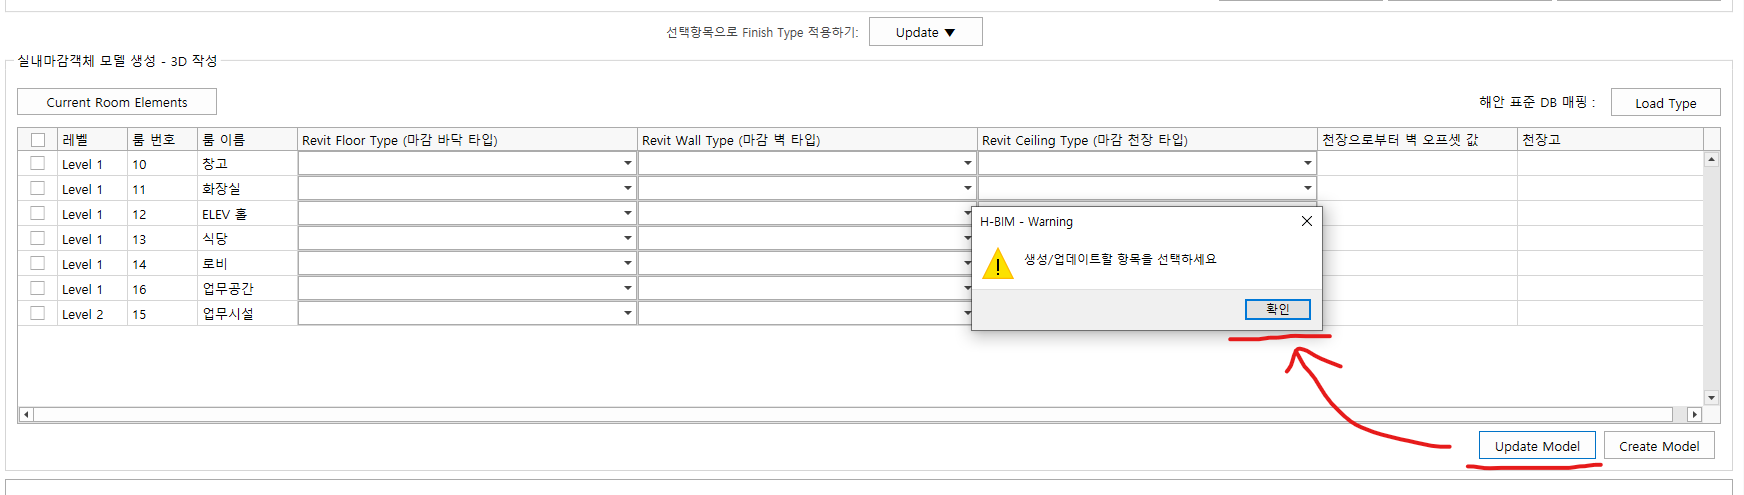 선택항목으로 Finish Type 적용하기: Update ▼
실내마감객체 모델 생성 - 3D 작성
Current Room Elements
해안 표준 DB 매핑 : Load Type
레벨 룸 번호 룸 이름 Revit Floor Type (마감 바닥 타입) Revit Wall Type (마감 벽 타입) Revit Ceiling Type (마감 천장 타입) 천장으로부터 벽 오프셋 값 천장고
Level 1 10 창고
Level 1 11 화장실
Level 1 12 ELEV 홀
Level 1 13 식당
Level 1 14 로비
Level 1 16 업무공간
Level 2 15 업무시설
H-BIM - Warning
생성/업데이트할 항목을 선택하세요
확인
Update Model Create Model